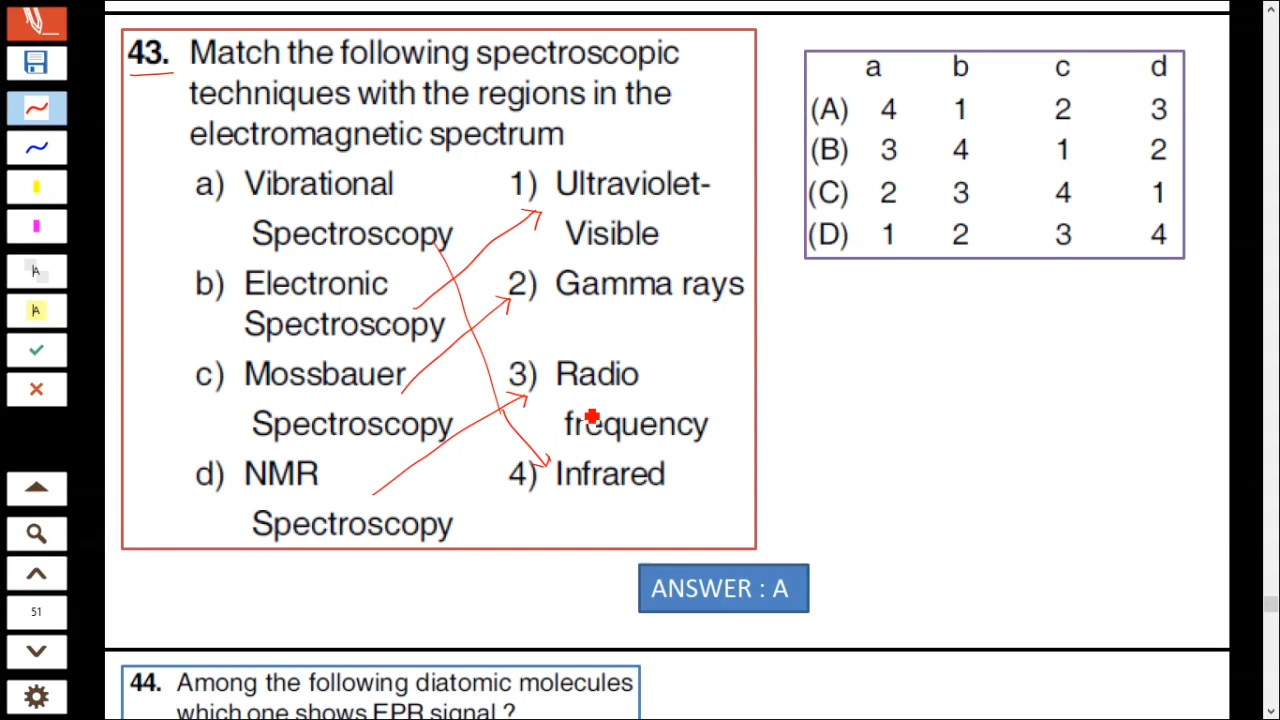 43. Match the following spectroscopic
techniques with the regions in the
electromagnetic spectrum
a) Vibrational 1) Ultraviolet-
Spectroscopy Visible
b) Electronic 2) Gamma rays
Spectroscopy
c) Mossbauer 3) Radio
Spectroscopy frequency
d) NMR 4) Infrared
Spectroscopy
a b c d
(A) 4 1 2 3
(B) 3 4 1 2
(C) 2 3 4 1
(D) 1 2 3 4
ANSWER : A
44. Among the following diatomic molecules
which one shows EPR signal ?
A
A
51